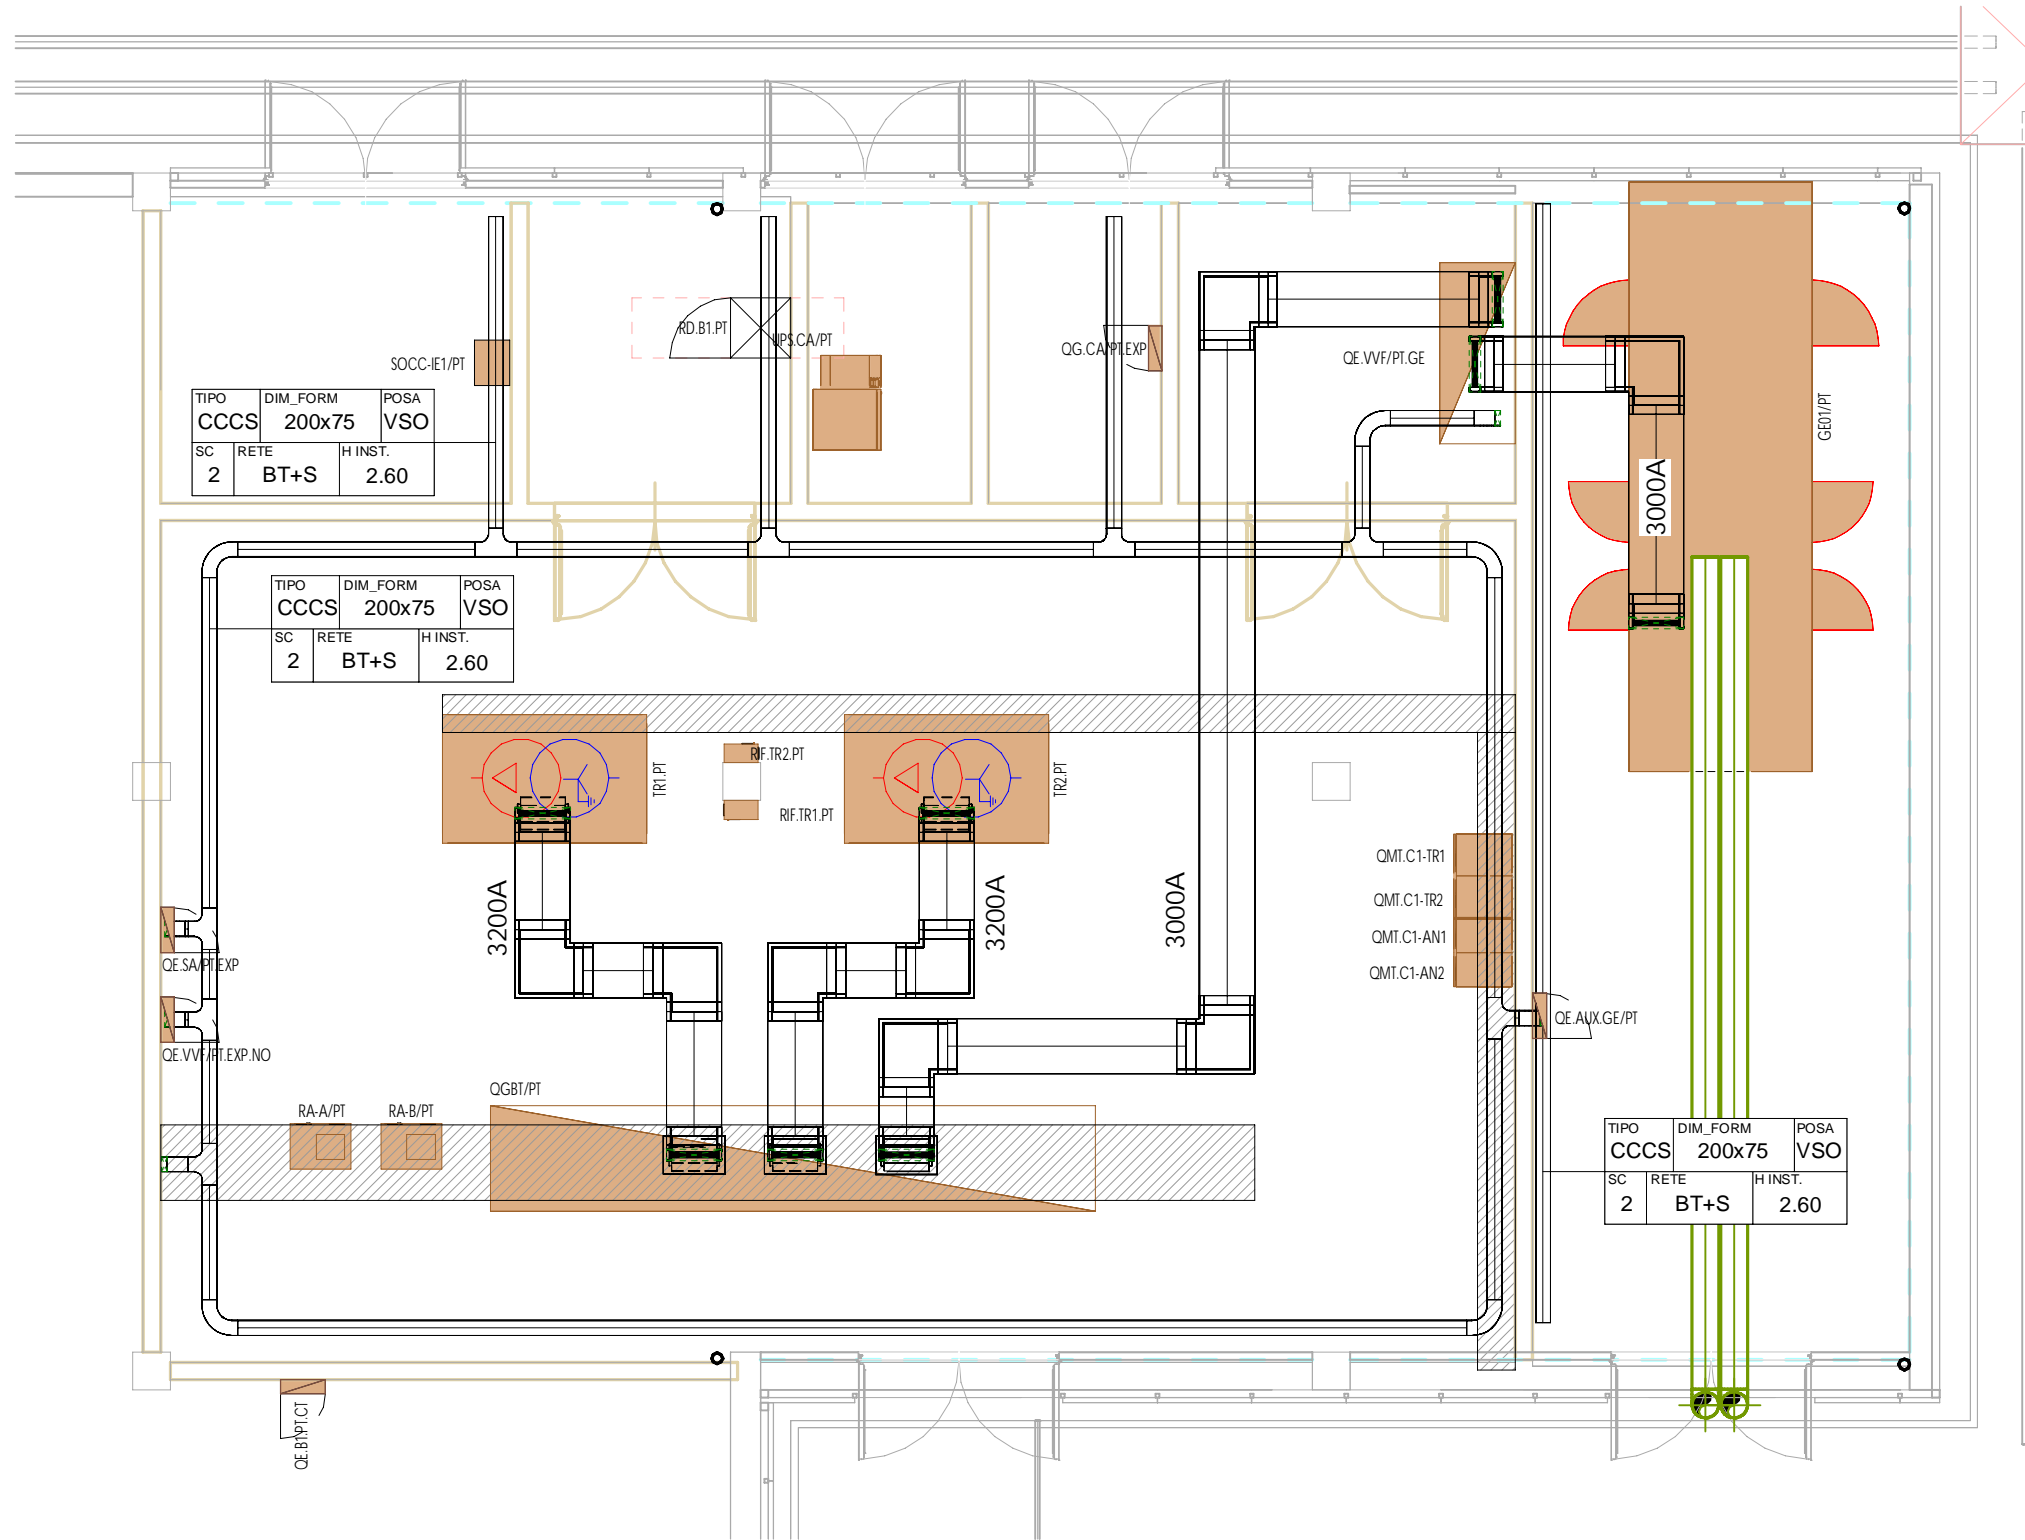 RD.B1.PT
UPS.CA/PT
SOCC-IE1/PT
QG.CA/PT.EXP
QE.VVF/PT.GE
GE01/PT
3000A
TIPO DIM_FORM POSA
CCCS 200x75 VSO
SC RETE H INST.
2 BT+S 2.60
TIPO DIM_FORM POSA
CCCS 200x75 VSO
SC RETE H INST.
2 BT+S 2.60
TR1.PT
RIF.TR2.PT
RIF.TR1.PT
TR2.PT
3200A
3200A
3000A
QMT.C1-TR1
QMT.C1-TR2
QMT.C1-AN1
QMT.C1-AN2
QE.SA/PT.EXP
QE.VVF/PT.EXP.NO
QE.AUX.GE/PT
QGBT/PT
RA-A/PT
RA-B/PT
TIPO DIM_FORM POSA
CCCS 200x75 VSO
SC RETE H INST.
2 BT+S 2.60
QE.B1.PT.CT